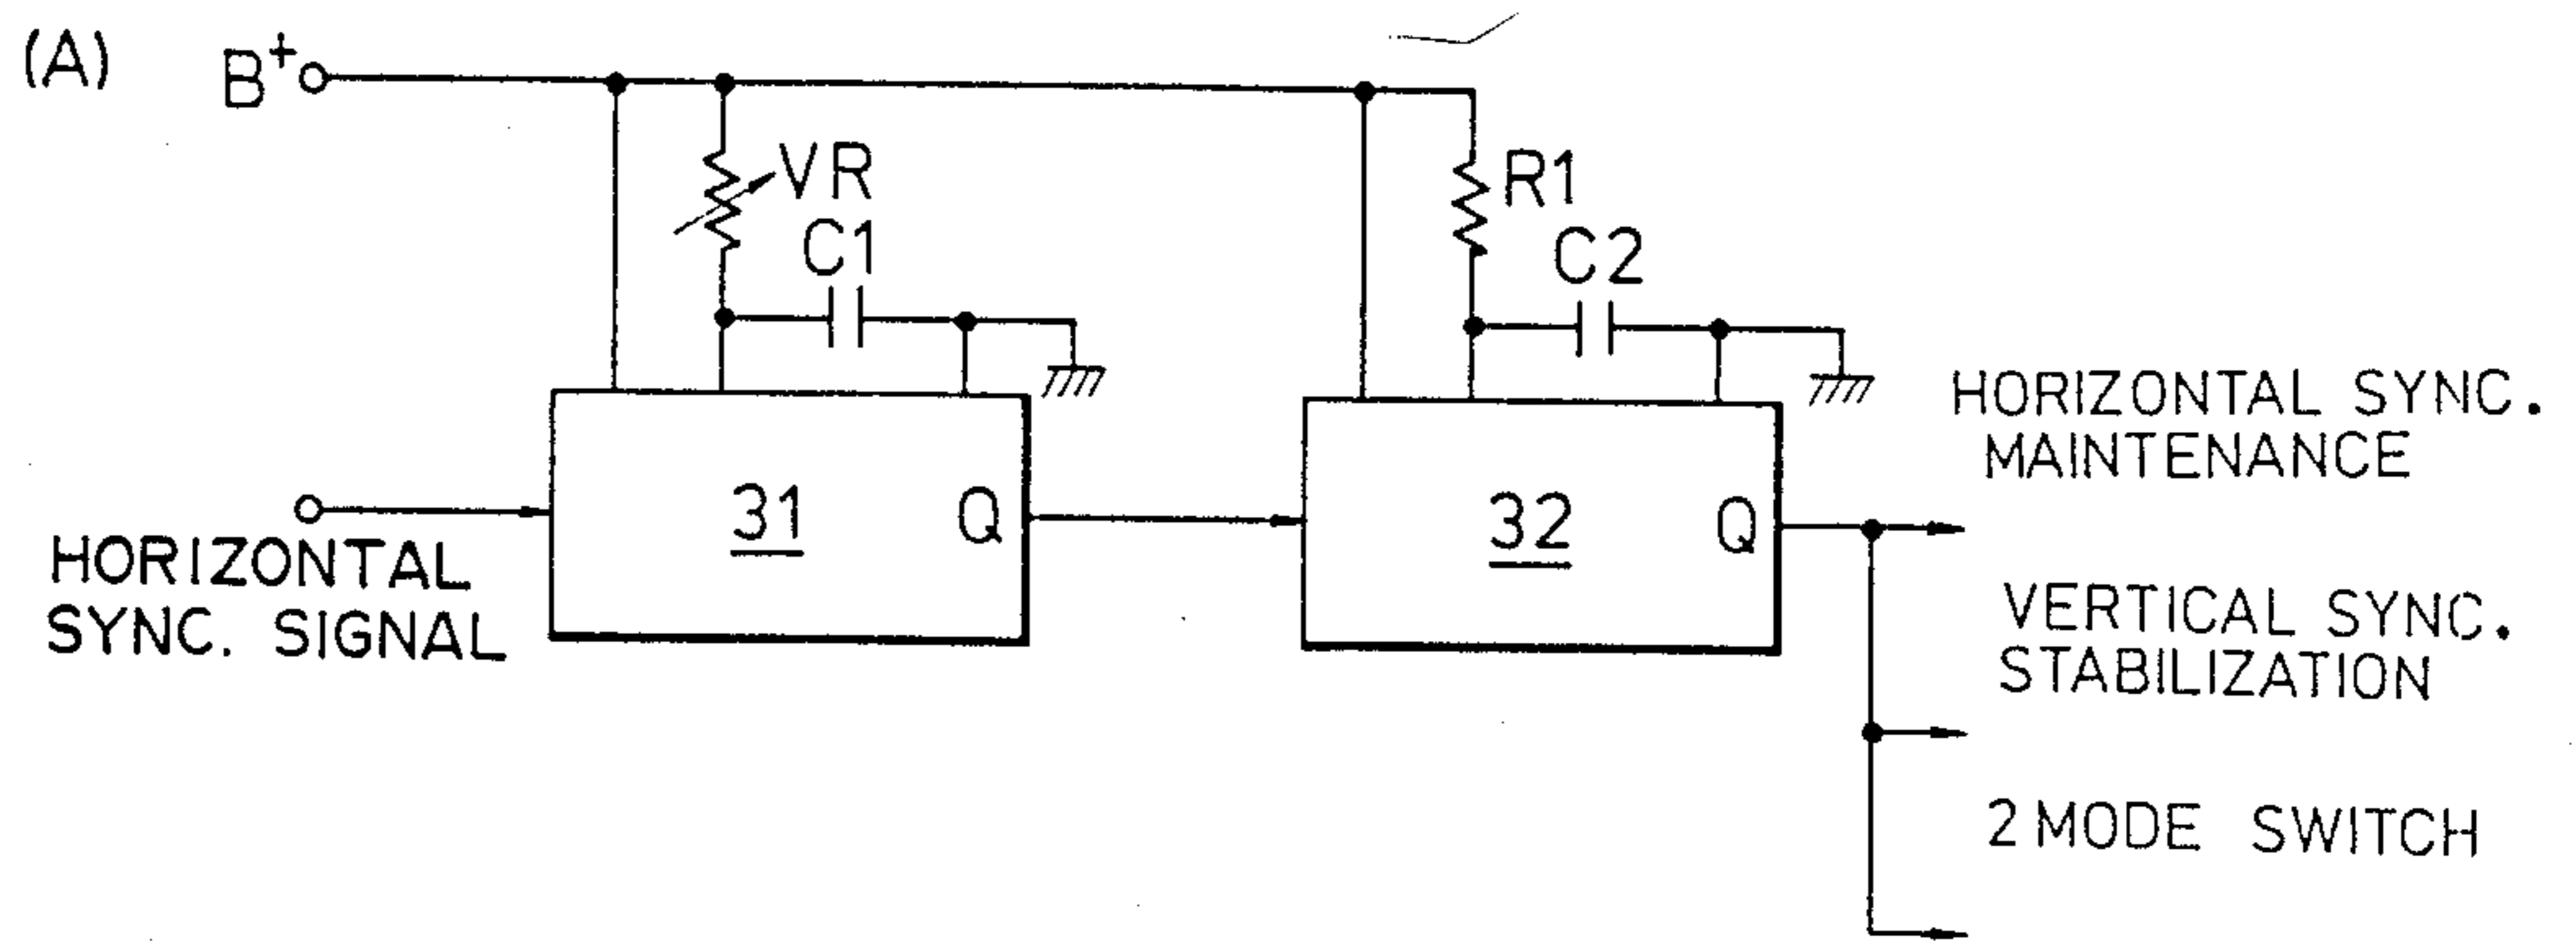 (A)
B+
VR
C1
R1
C2
31
Q
32
Q
HORIZONTAL
SYNC. SIGNAL
HORIZONTAL SYNC.
MAINTENANCE
VERTICAL SYNC.
STABILIZATION
2 MODE SWITCH